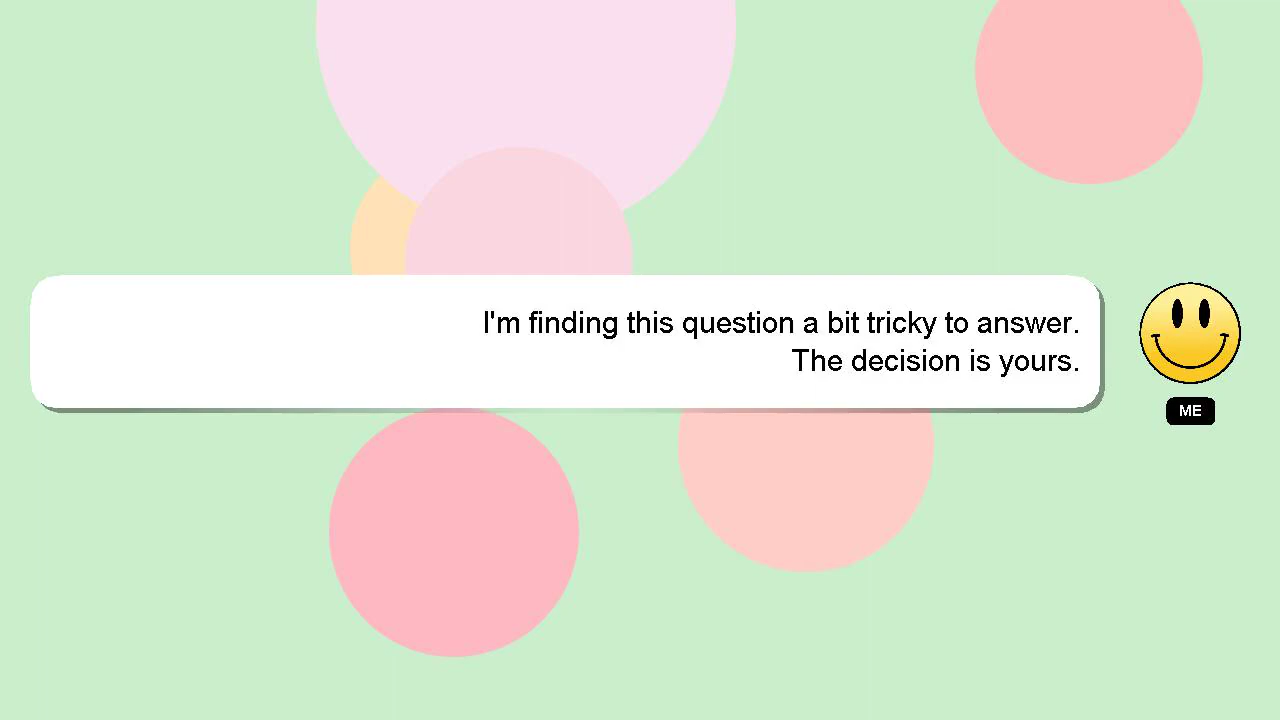 I'm finding this question a bit tricky to answer.
The decision is yours.
ME